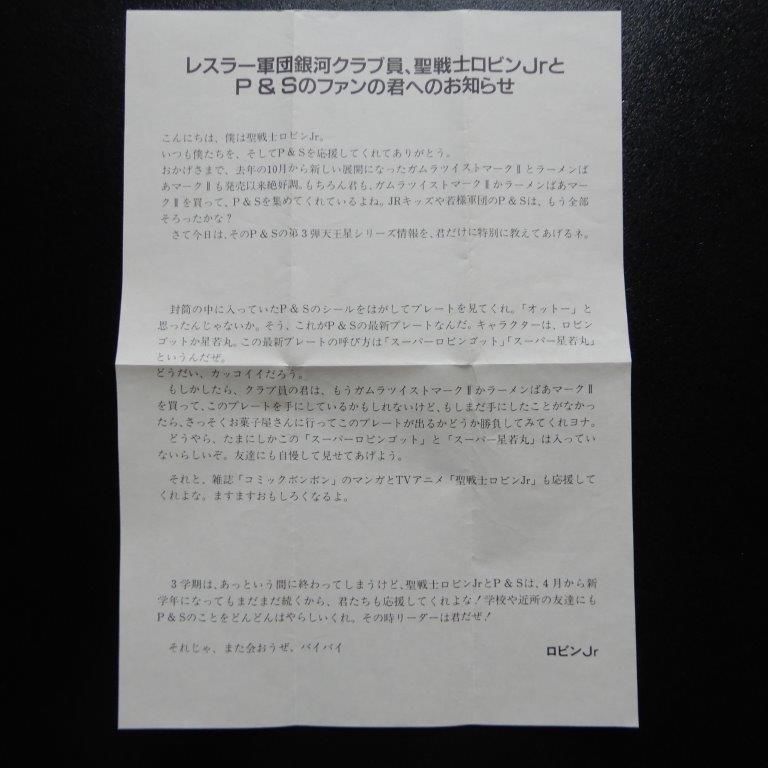 レスラー軍団銀河クラブ員、聖戦士ロビンJrと
P＆Sのファンの君へのお知らせ
こんにちは、僕は聖戦士ロビンJr。
いつも僕たちを、そしてP＆Sを応援してくれてありがとう。
おかげさまで、去年の10月から新しい展開になったガムラツイストマークⅡとラーメンば
あマークⅡも発売以来絶好調。もちろん君も、ガムラツイストマークⅡかラーメンばあマー
クⅡを買って、P＆Sを集めてくれているよね。JRキッズや若様軍団のP＆Sは、もう全部
そろったかな？
さて今日は、そのP＆Sの第３弾天王星シリーズ情報を、君だけに特別に教えてあげるネ。
封筒の中に入っていたP＆Sのシールをはがしてプレートを見てくれ。「オットー」と
思ったんじゃないか。そう、これがP＆Sの最新プレートなんだ。キャラクターは、ロビン
ゴットか星若丸。この最新プレートの呼び方は「スーパーロビンゴット」「スーパー星若丸」
というんだぜ。
どうだい、カッコイイだろう。
もしかしたら、クラブ員の君は、もうガムラツイストマークⅡかラーメンばあマークⅡ
を買って、このプレートを手にしているかもしれないけど、もしまだ手にしたことがなかっ
たら、さっそくお菓子屋さんに行ってこのプレートが出るかどうか勝負してみてくれヨナ。
どうやら、たまにしかこの「スーパーロビンゴット」と「スーパー星若丸」は入ってい
ないらしいぞ。友達にも自慢して見せてあげよう。
それと、雑誌「コミックボンボン」のマンガとTVアニメ「聖戦士ロビンJr」も応援して
くれよな。ますますおもしろくなるよ。
３学期は、あっという間に終わってしまうけど、聖戦士ロビンJrとP＆Sは、４月から新
学年になってもまだまだ続くから、君たちも応援してくれよな！学校や近所の友達にも
P＆Sのことをどんどんはやらしいくれ。その時リーダーは君だぜ！
それじゃ、また会おうぜ、バイバイ
ロビンJr